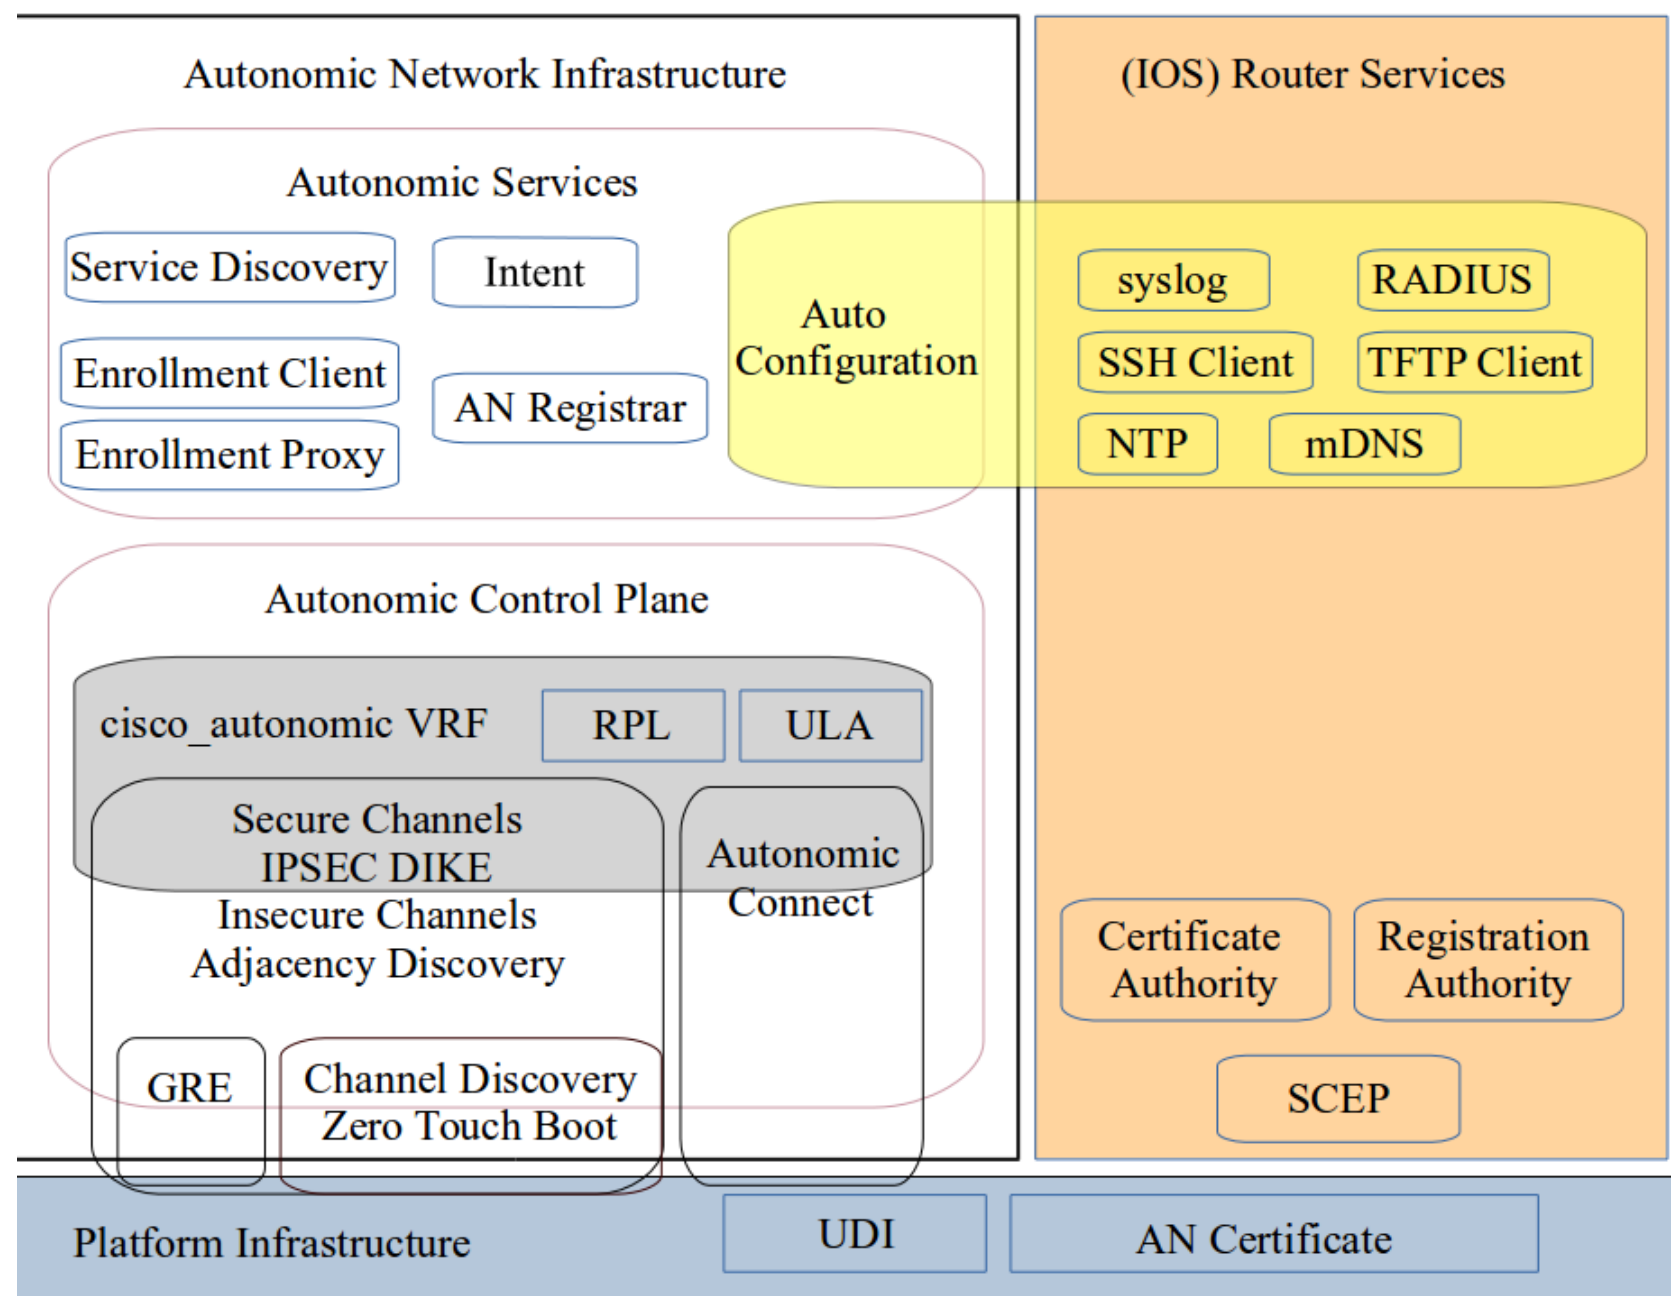 Autonomic Network Infrastructure
(IOS) Router Services
Autonomic Services
Service Discovery
Intent
Enrollment Client
AN Registrar
Enrollment Proxy
Auto
Configuration
syslog
RADIUS
SSH Client
TFTP Client
NTP
mDNS
Autonomic Control Plane
cisco_autonomic VRF
RPL
ULA
Secure Channels
IPSEC DIKE
Insecure Channels
Adjacency Discovery
Autonomic
Connect
GRE
Channel Discovery
Zero Touch Boot
Certificate
Authority
Registration
Authority
SCEP
Platform Infrastructure
UDI
AN Certificate